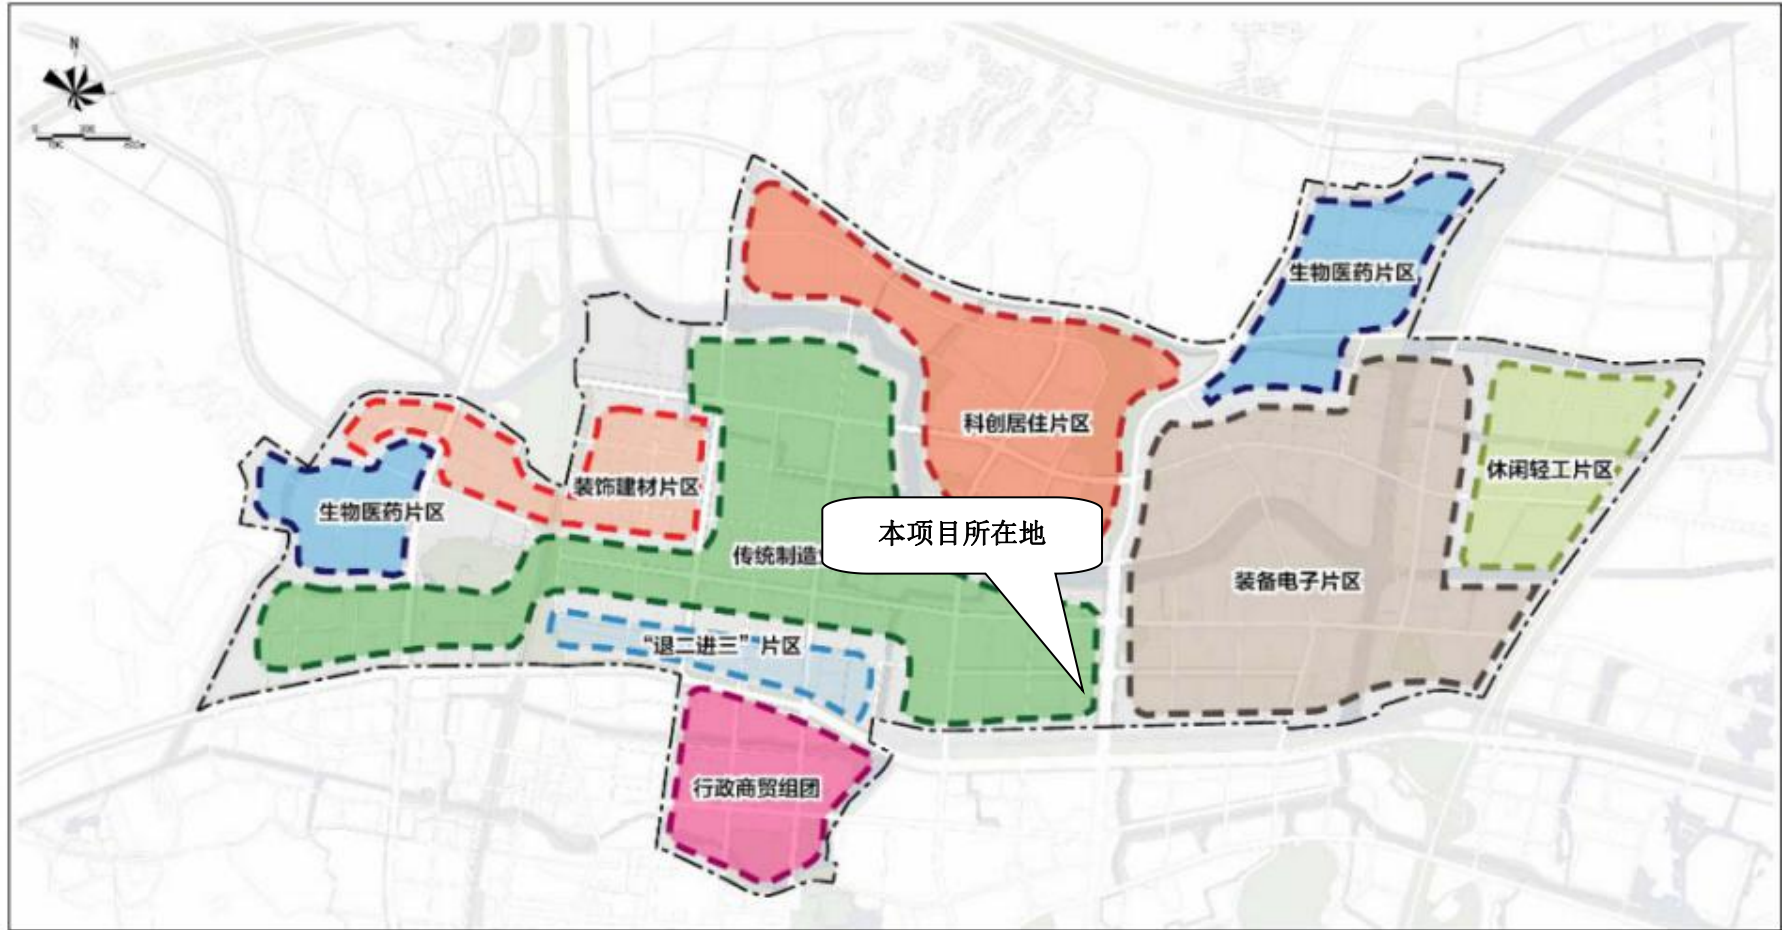 N
生物医药片区
科创居住片区
休闲轻工片区
装饰建材片区
生物医药片区
本项目所在地
传统制造
装备电子片区
“退二进三”片区
行政商贸组团